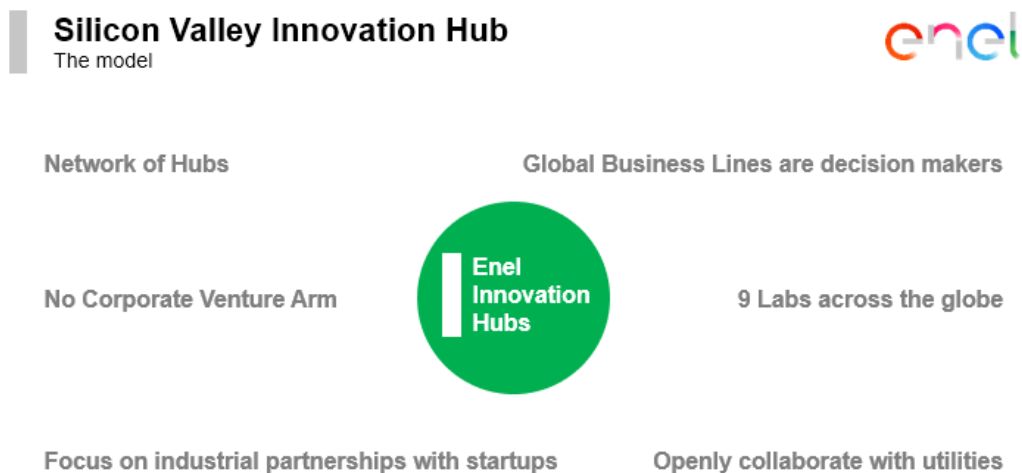 Silicon Valley Innovation Hub
The model
enel
Network of Hubs
Global Business Lines are decision makers
Enel
Innovation
Hubs
No Corporate Venture Arm
9 Labs across the globe
Focus on industrial partnerships with startups
Openly collaborate with utilities